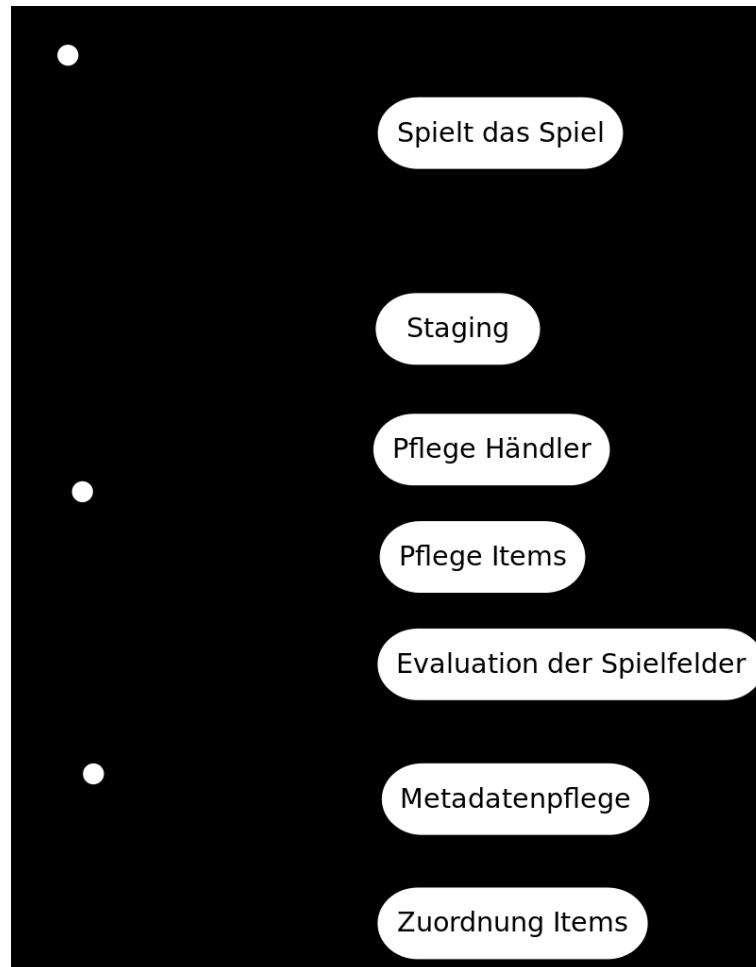 Spielt das Spiel
Staging
Pflege Händler
Pflege Items
Evaluation der Spielfelder
Metadatenpflege
Zuordnung Items